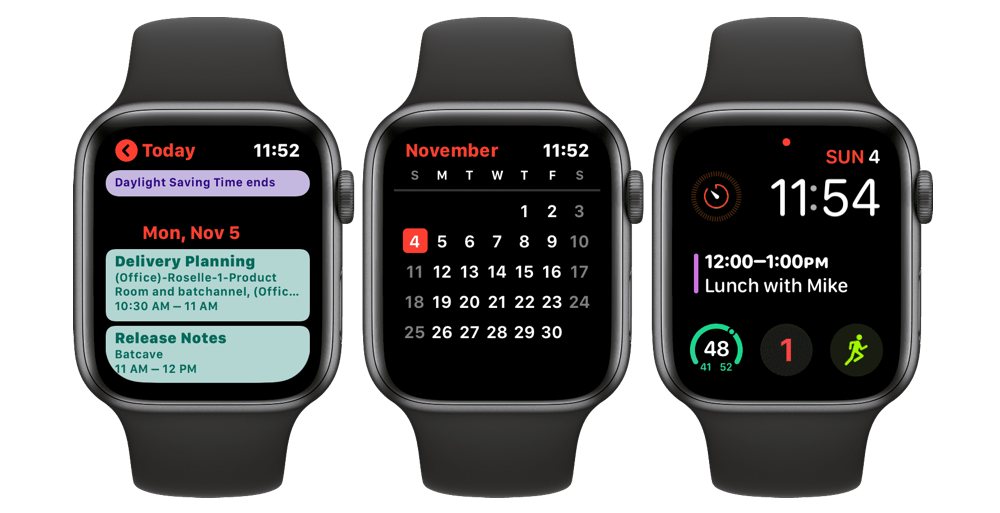 Today 11:52
Daylight Saving Time ends
Mon, Nov 5
Delivery Planning
(Office)-Roselle-1-Product
Room and batchannel, (Offic...
10:30 AM – 11 AM
Release Notes
Batcave
11 AM – 12 PM
November 11:52
S M T W T F S
1 2 3
4 5 6 7 8 9 10
11 12 13 14 15 16 17
18 19 20 21 22 23 24
25 26 27 28 29 30
SUN 4
11:54
12:00–1:00PM
Lunch with Mike
48
41 52
1